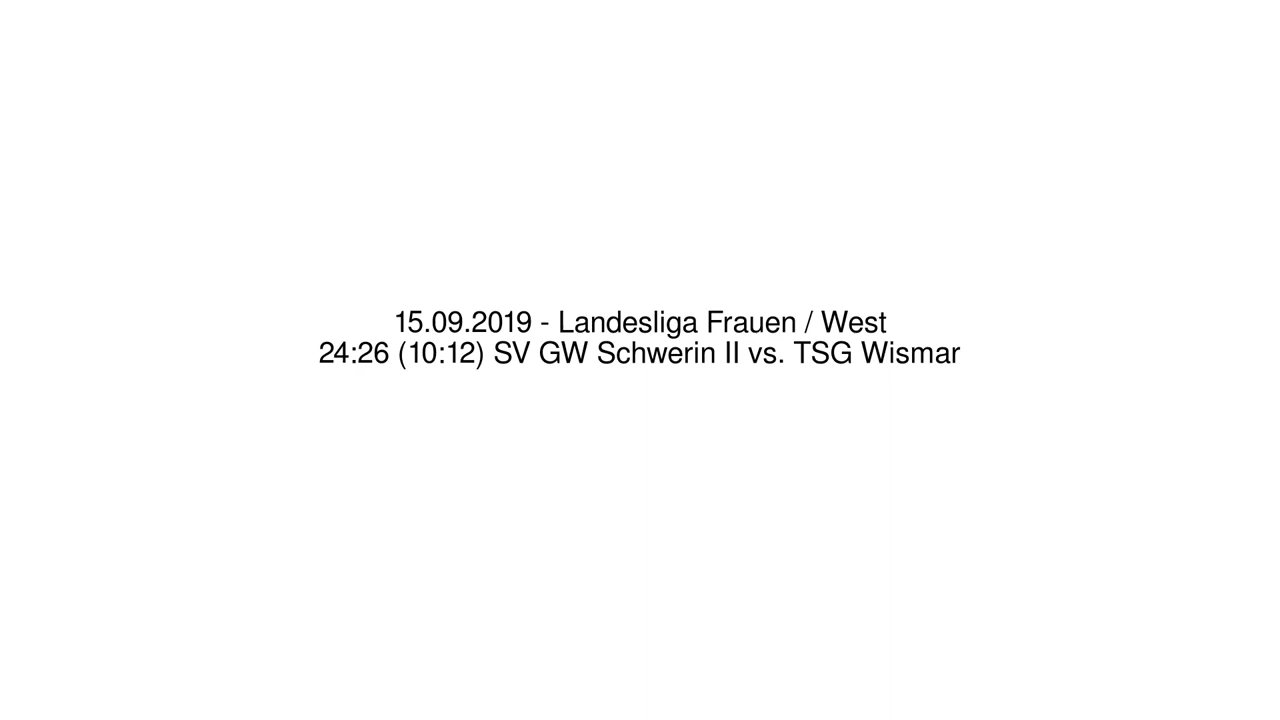 15.09.2019 - Landesliga Frauen / West
24:26 (10:12) SV GW Schwerin II vs. TSG Wismar